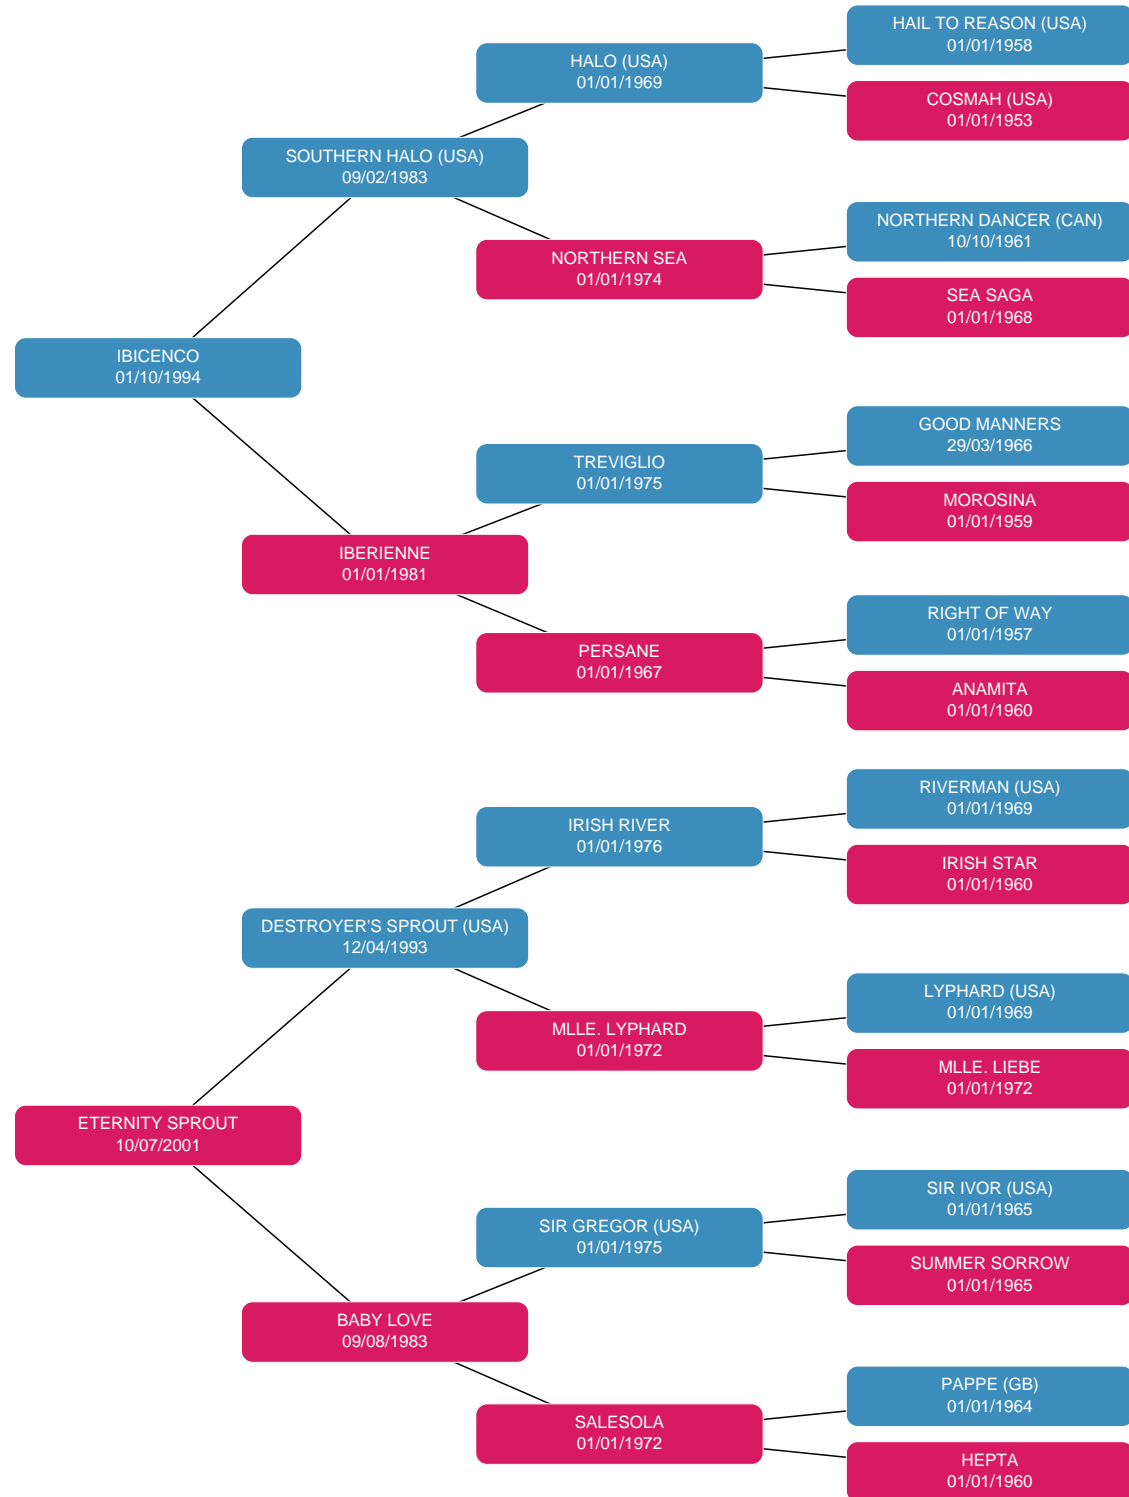 HAIL TO REASON (USA)
01/01/1958
HALO (USA)
01/01/1969
COSMAH (USA)
01/01/1953
SOUTHERN HALO (USA)
09/02/1983
NORTHERN DANCER (CAN)
10/10/1961
NORTHERN SEA
01/01/1974
SEA SAGA
01/01/1968
IBICENCO
01/10/1994
GOOD MANNERS
29/03/1966
TREVIGLIO
01/01/1975
MOROSINA
01/01/1959
IBERIENNE
01/01/1981
RIGHT OF WAY
01/01/1957
PERSANE
01/01/1967
ANAMITA
01/01/1960
RIVERMAN (USA)
01/01/1969
IRISH RIVER
01/01/1976
IRISH STAR
01/01/1960
DESTROYER'S SPROUT (USA)
12/04/1993
LYPHARD (USA)
01/01/1969
MLLE. LYPHARD
01/01/1972
MLLE. LIEBE
01/01/1972
ETERNITY SPROUT
10/07/2001
SIR IVOR (USA)
01/01/1965
SIR GREGOR (USA)
01/01/1975
SUMMER SORROW
01/01/1965
BABY LOVE
09/08/1983
PAPPE (GB)
01/01/1964
SALESOLA
01/01/1972
HEPTA
01/01/1960